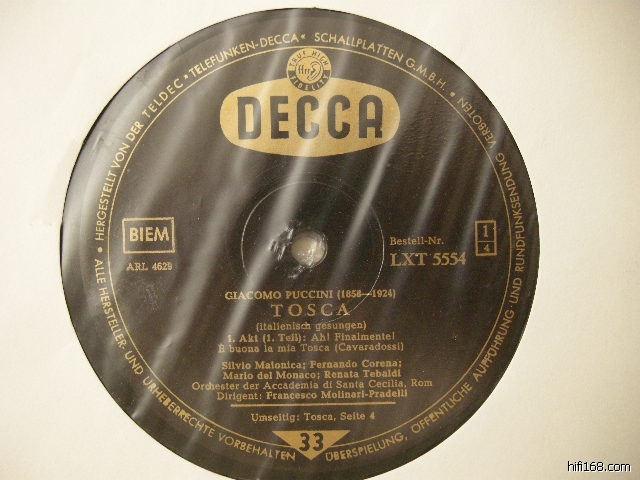 • HERGESTELLT VON DER TELDEC • »TELEFUNKEN-DECCA« SCHALLPLATTEN G.M.B.H. •
• ALLE HERSTELLER- UND URHEBERRECHTE VORBEHALTEN
ÜBERSPIELUNG, ÖFFENTLICHE AUFFÜHRUNG UND RUNDFUNKSENDUNG VERBOTEN
TRUE HIGH
FIDELITY
DECCA
BIEM
ARL 4629
Bestell-Nr.
LXT 5554
1
4
GIACOMO PUCCINI (1858—1924)
TOSCA
(italienisch gesungen)
1. Akt (1. Teil): Ah! Finalmente!
E buona la mia Tosca (Cavaradossi)
Silvio Maionica; Fernando Corena;
Mario del Monaco; Renata Tebaldi
Orchester der Accademia di Santa Cecilia, Rom
Dirigent: Francesco Molinari-Pradelli
Umseitig: Tosca, Seite 4
33
hifi168.com